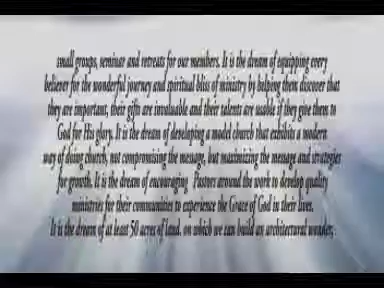 small groups, seminar and retreats for our members. It is the dream of equipping every
believer for the wonderful journey and spiritual bliss of ministry by helping them discover that
they are important, their gifts are invaluable and their talents are usable if they give them to
God for His glory. It is the dream of developing a model church that exhibits a modern
way of doing church, not compromising the message, but maximizing the message and strategies
for growth. It is the dream of encouraging Pastors around the work to develop quality
ministries for their communities to experience the Grace of God in their lives.
It is the dream of at least 50 acres of land, on which we can build an architectural wonder,